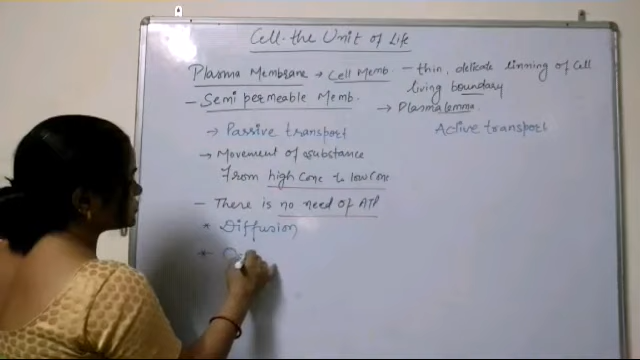 Cell-the Unit of Life
Plasma Membrane → Cell Memb. - thin, delicate linning of Cell
living boundary
- Semi permeable Memb. → Plasmalemma.
→ Passive transport Active transport
→ Movement of substance
From high conc to low conc
- There is no need of ATP
* Diffusion
*